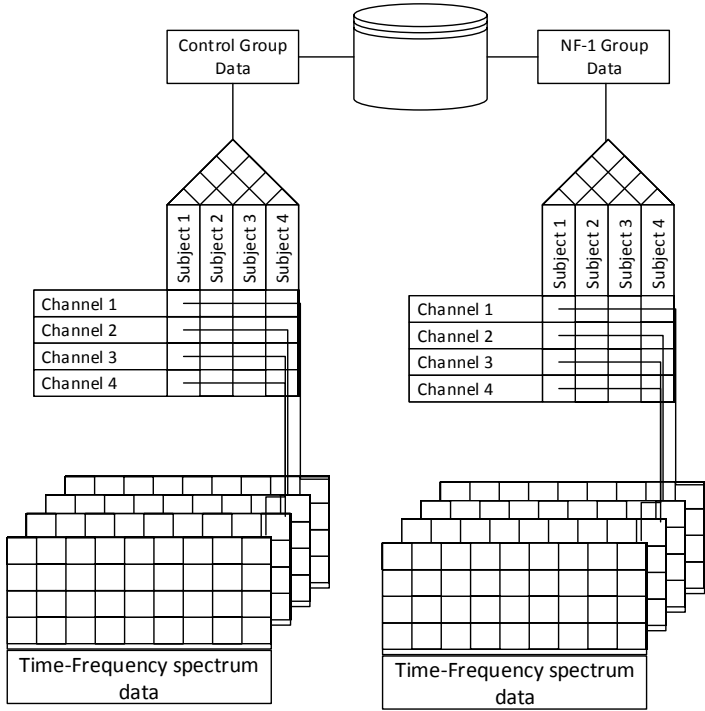 Control Group
Data
NF-1 Group
Data
Subject 1
Subject 2
Subject 3
Subject 4
Channel 1
Channel 2
Channel 3
Channel 4
Time-Frequency spectrum
data
Subject 1
Subject 2
Subject 3
Subject 4
Channel 1
Channel 2
Channel 3
Channel 4
Time-Frequency spectrum
data